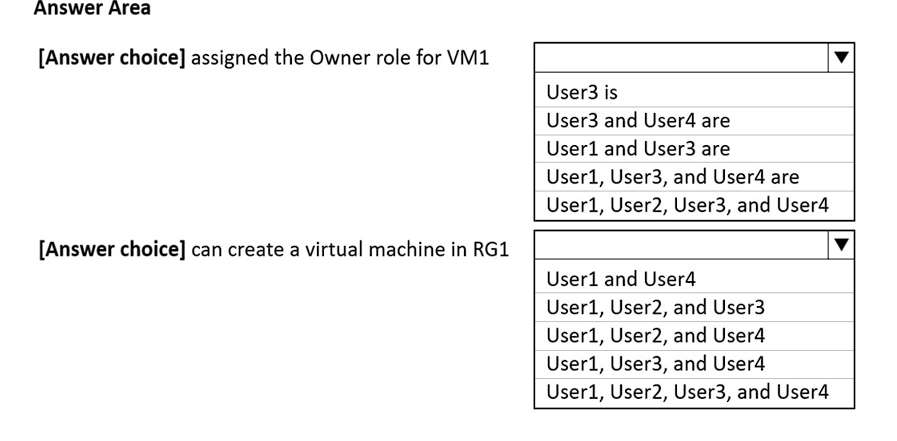 Answer Area
[Answer choice] assigned the Owner role for VM1
User3 is
User3 and User4 are
User1 and User3 are
User1, User3, and User4 are
User1, User2, User3, and User4
[Answer choice] can create a virtual machine in RG1
User1 and User4
User1, User2, and User3
User1, User2, and User4
User1, User3, and User4
User1, User2, User3, and User4